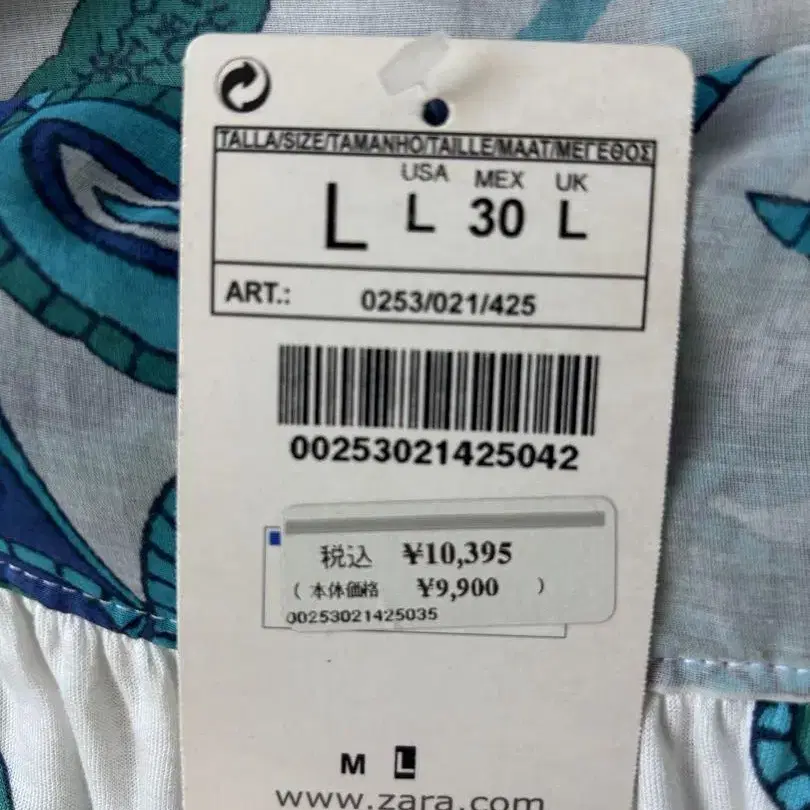 TALLA/SIZE/TAMANHO/TAILLE/MAAT/ΜΕΓΕΘΟΣ
USA MEX UK
L L 30 L
ART.: 0253/021/425
00253021425042
税込 ¥10,395
( 本体価格 ¥9,900 )
00253021425035
M L
www.zara.com